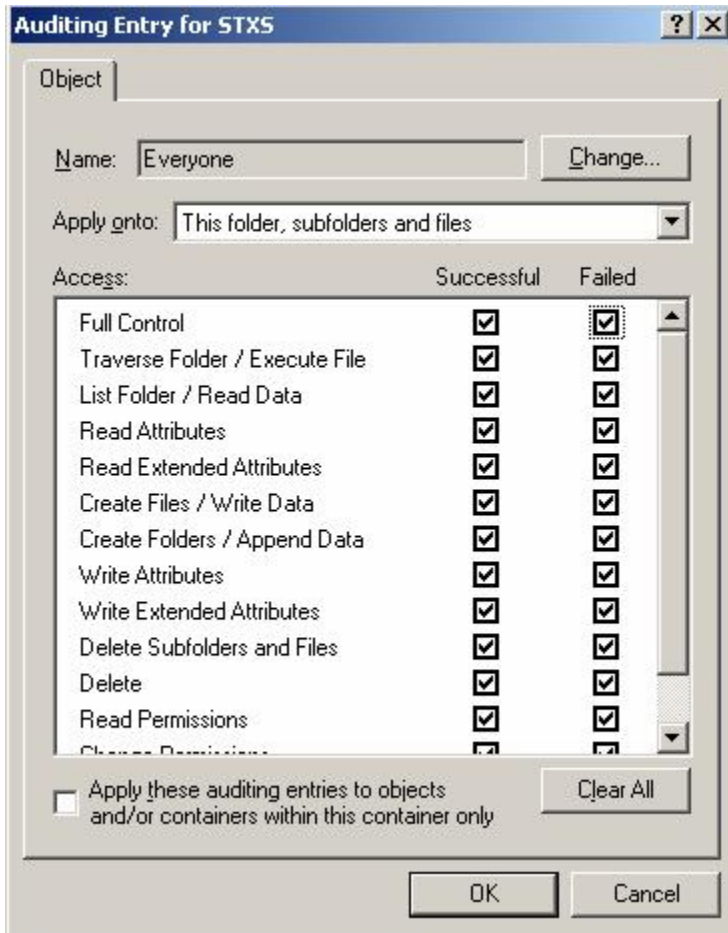 Auditing Entry for STXS
Object
Name: Everyone Change...
Apply onto: This folder, subfolders and files
Access: Successful Failed
Full Control
Traverse Folder / Execute File
List Folder / Read Data
Read Attributes
Read Extended Attributes
Create Files / Write Data
Create Folders / Append Data
Write Attributes
Write Extended Attributes
Delete Subfolders and Files
Delete
Read Permissions
Change Permissions
Apply these auditing entries to objects
and/or containers within this container only
Clear All
OK Cancel